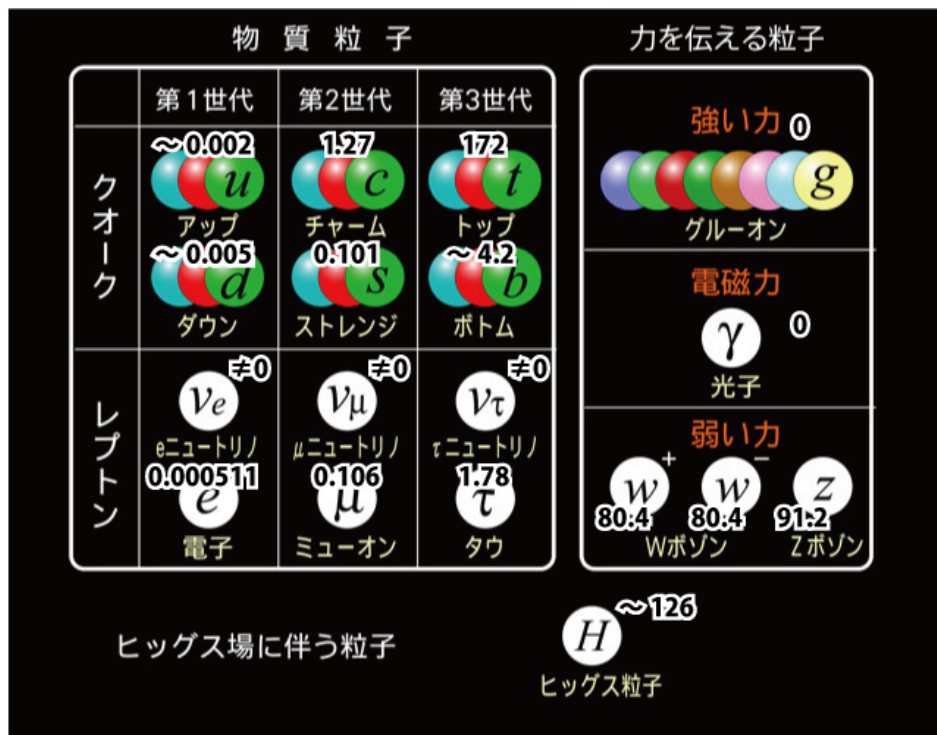 物質粒子
力を伝える粒子
第1世代 第2世代 第3世代
クオーク
~0.002 1.27 172
u c t
アップ チャーム トップ
~0.005 0.101 ~4.2
d s b
ダウン ストレンジ ボトム
レプトン
≠0 ≠0 ≠0
νe νμ ντ
eニュートリノ μニュートリノ τニュートリノ
0.000511 0.106 1.78
e μ τ
電子 ミューオン タウ
強い力 0
g
グルーオン
電磁力
γ 0
光子
弱い力
w+ w− z
80.4 80.4 91.2
Wボゾン Zボゾン
ヒッグス場に伴う粒子
~126
H
ヒッグス粒子